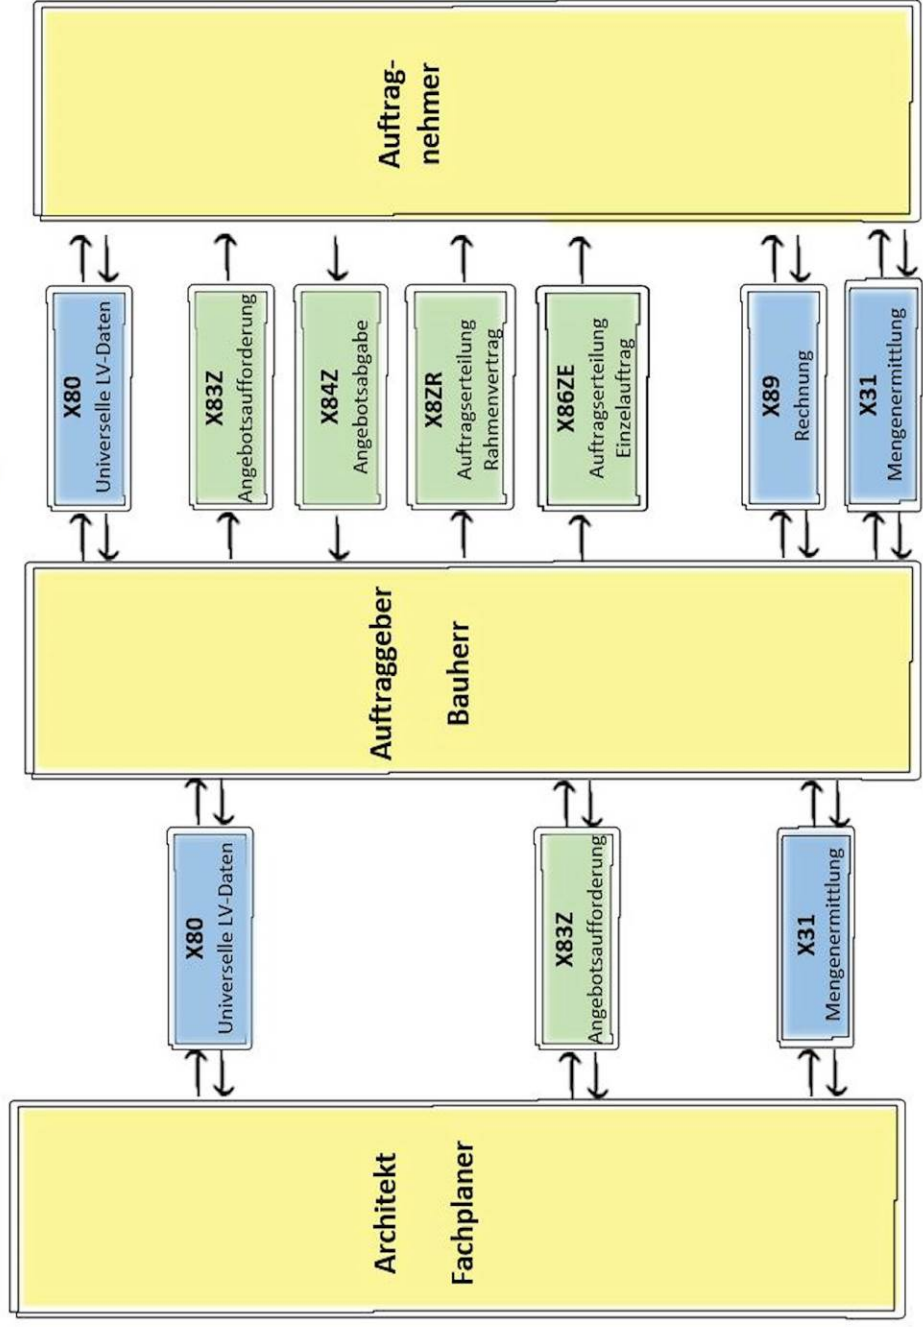 Architekt
Fachplaner
X80
Universelle LV-Daten
X83Z
Angebotsaufforderung
X31
Mengenermittlung
Auftraggeber
Bauherr
X80
Universelle LV-Daten
X83Z
Angebotsaufforderung
X84Z
Angebotsabgabe
X8ZR
Auftragserteilung
Rahmenvertrag
X86ZE
Auftragserteilung
Einzelauftrag
X89
Rechnung
X31
Mengenermittlung
Auftrag-
nehmer